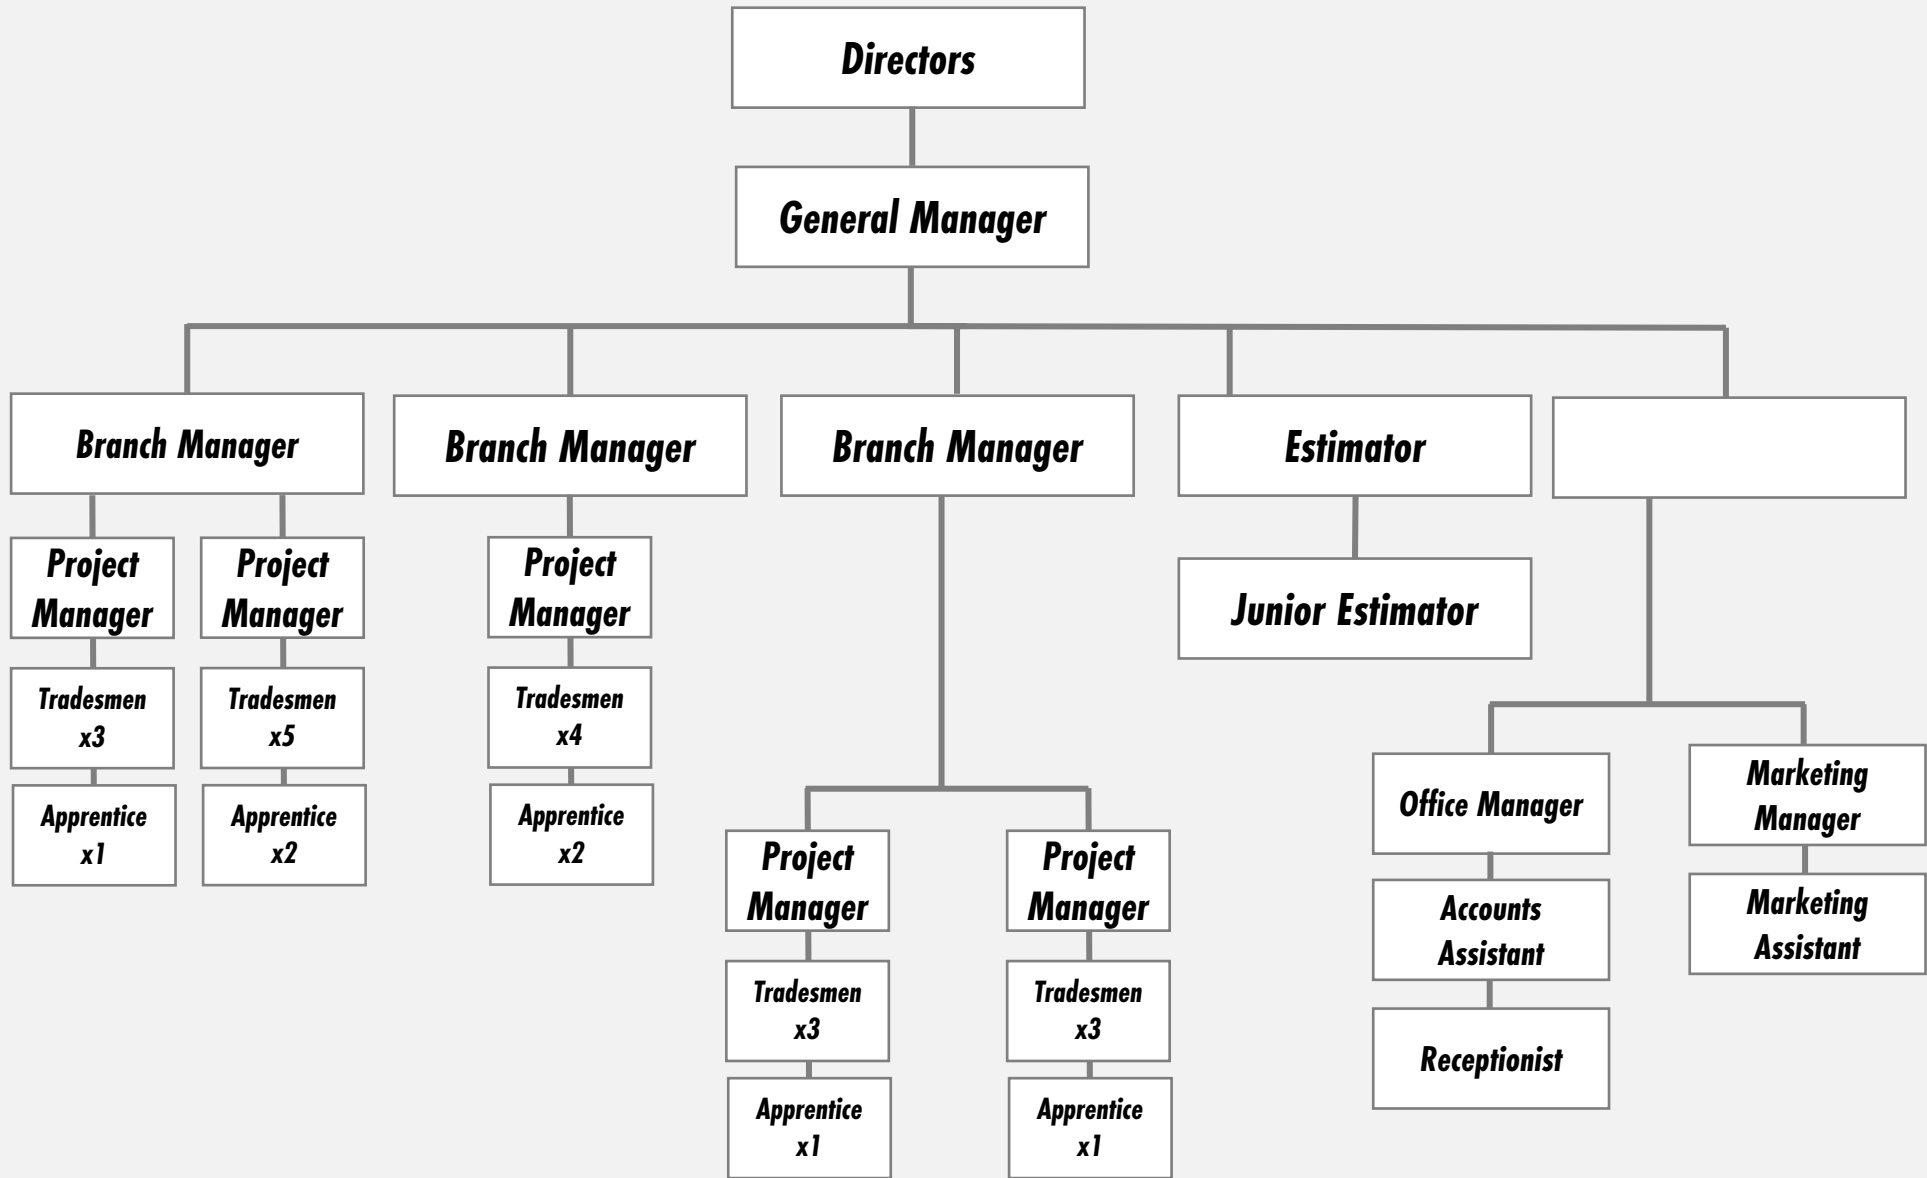 Directors
General Manager
Branch Manager
Branch Manager
Branch Manager
Estimator
Project
Manager
Project
Manager
Project
Manager
Junior Estimator
Tradesmen
x3
Tradesmen
x5
Tradesmen
x4
Apprentice
x1
Apprentice
x2
Apprentice
x2
Project
Manager
Project
Manager
Office Manager
Marketing
Manager
Accounts
Assistant
Marketing
Assistant
Tradesmen
x3
Tradesmen
x3
Receptionist
Apprentice
x1
Apprentice
x1